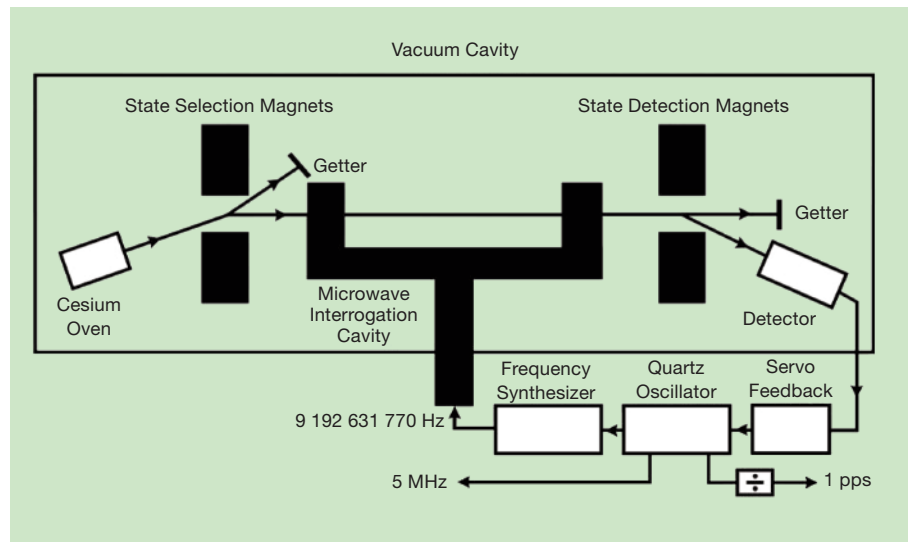 Vacuum Cavity
State Selection Magnets
State Detection Magnets
Getter
Getter
Cesium
Oven
Microwave
Interrogation
Cavity
Detector
Frequency
Synthesizer
Quartz
Oscillator
Servo
Feedback
9 192 631 770 Hz
5 MHz
÷
1 pps